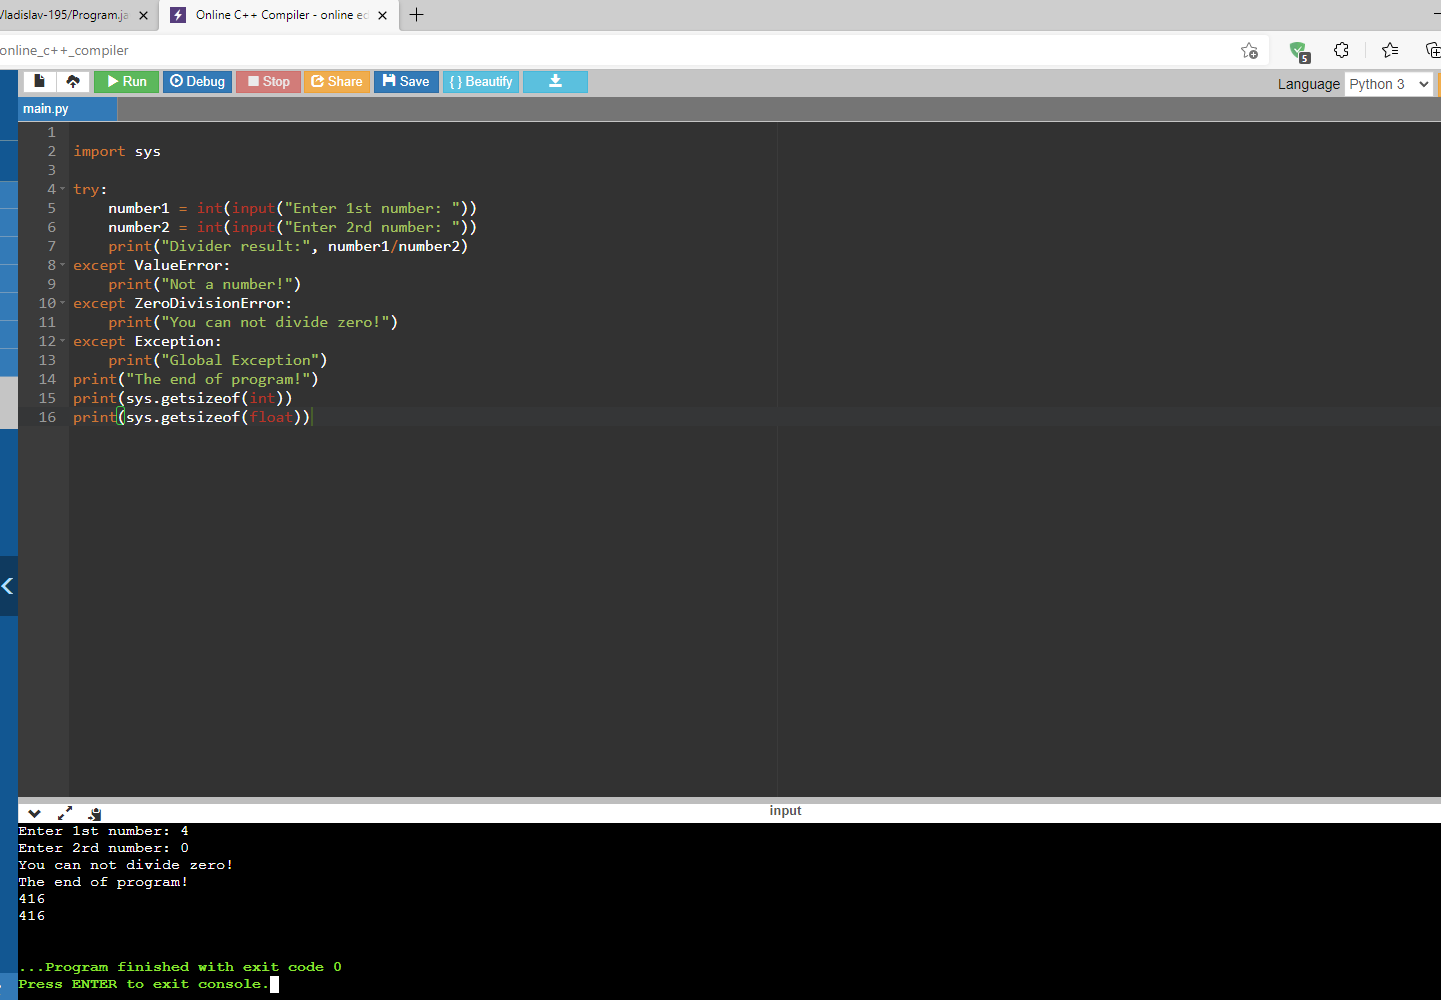 /ladislav-195/Program.ja
Online C++ Compiler - online ed
online_c++_compiler
5
Run Debug Stop Share Save { } Beautify
Language Python 3
main.py
1
2 import sys
3
4 try:
5 number1 = int(input("Enter 1st number: "))
6 number2 = int(input("Enter 2rd number: "))
7 print("Divider result:", number1/number2)
8 except ValueError:
9 print("Not a number!")
10 except ZeroDivisionError:
11 print("You can not divide zero!")
12 except Exception:
13 print("Global Exception")
14 print("The end of program!")
15 print(sys.getsizeof(int))
16 print(sys.getsizeof(float))
input
Enter 1st number: 4
Enter 2rd number: 0
You can not divide zero!
The end of program!
416
416
...Program finished with exit code 0
Press ENTER to exit console.